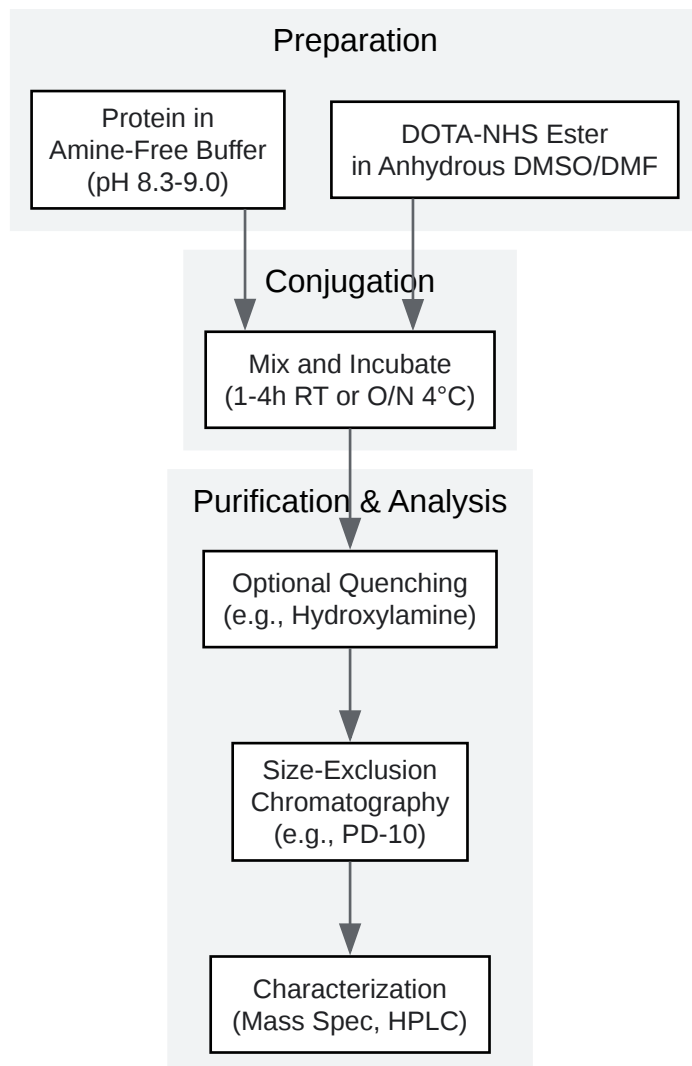 Preparation
Protein in
Amine-Free Buffer
(pH 8.3-9.0)
DOTA-NHS Ester
in Anhydrous DMSO/DMF
Conjugation
Mix and Incubate
(1-4h RT or O/N 4°C)
Purification & Analysis
Optional Quenching
(e.g., Hydroxylamine)
Size-Exclusion
Chromatography
(e.g., PD-10)
Characterization
(Mass Spec, HPLC)